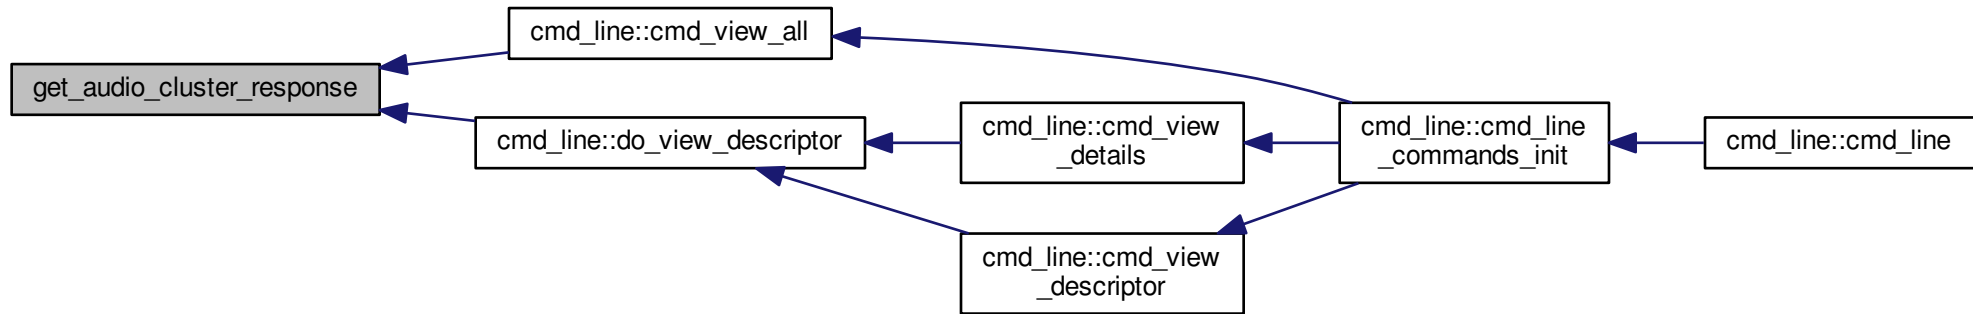 get_audio_cluster_response
cmd_line::cmd_view_all
cmd_line::do_view_descriptor
cmd_line::cmd_view
_details
cmd_line::cmd_view
_descriptor
cmd_line::cmd_line
_commands_init
cmd_line::cmd_line